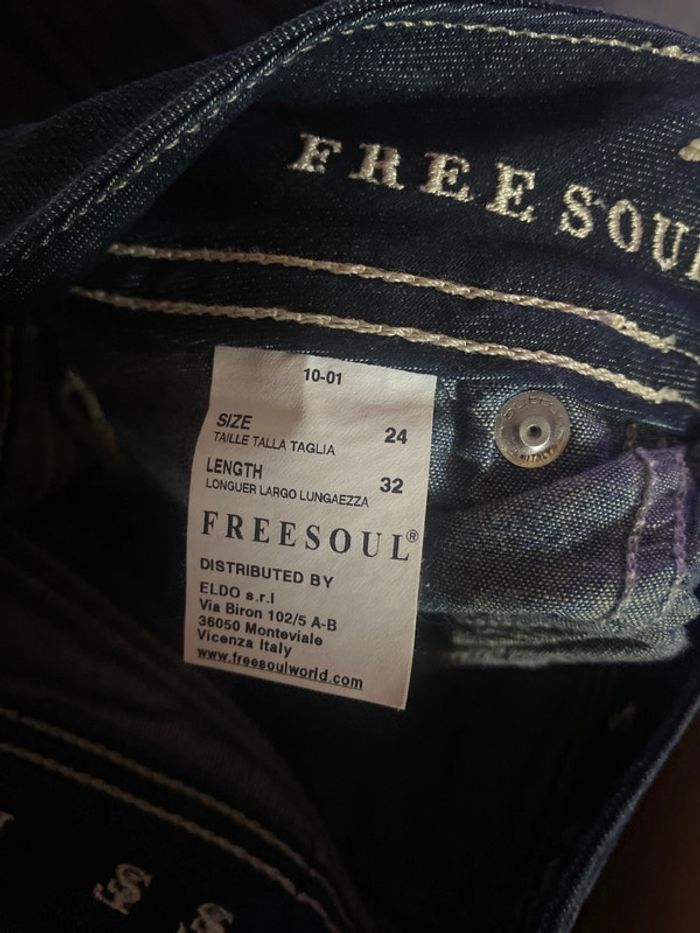 FREE SOU
10-01
SIZE 24
TAILLE TALLA TAGLIA
LENGTH 32
LONGUER LARGO LUNGAEZZA
FREESOUL®
DISTRIBUTED BY
ELDO s.r.l
Via Biron 102/5 A-B
36050 Monteviale
Vicenza Italy
www.freesoulworld.com
ITALY
S
S